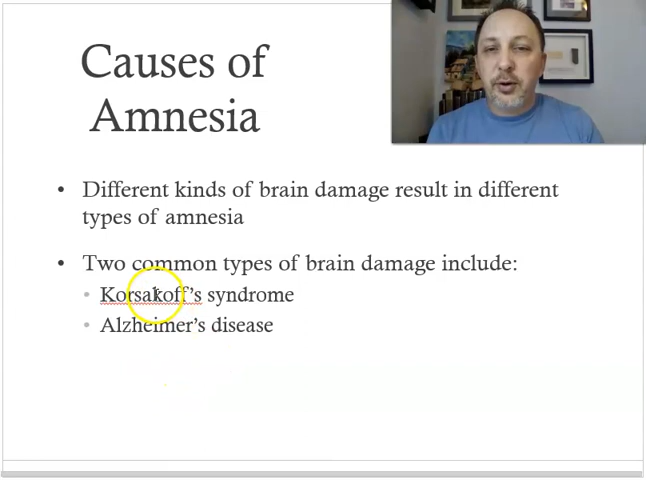 Causes of
Amnesia
• Different kinds of brain damage result in different
types of amnesia
• Two common types of brain damage include:
• Korsakoff's syndrome
• Alzheimer's disease